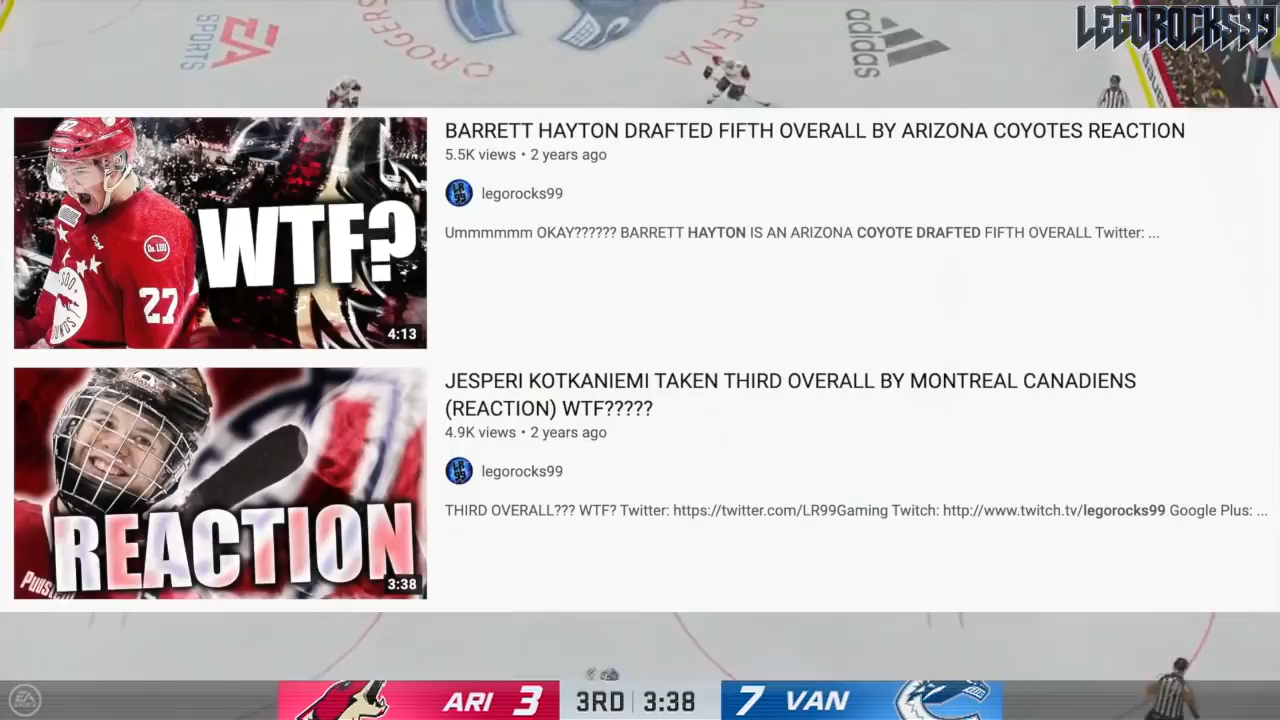 LEGOROCKS99
EA
SPORTS
ROGERS
ARENA
adidas
BARRETT HAYTON DRAFTED FIFTH OVERALL BY ARIZONA COYOTES REACTION
5.5K views • 2 years ago
LR
99
legorocks99
Ummmmmm OKAY?????? BARRETT HAYTON IS AN ARIZONA COYOTE DRAFTED FIFTH OVERALL Twitter: ...
WTF?
27
4:13
JESPERI KOTKANIEMI TAKEN THIRD OVERALL BY MONTREAL CANADIENS
(REACTION) WTF?????
4.9K views • 2 years ago
LR
99
legorocks99
THIRD OVERALL??? WTF? Twitter: https://twitter.com/LR99Gaming Twitch: http://www.twitch.tv/legorocks99 Google Plus: ...
REACTION
3:38
ARI 3 3RD 3:38 7 VAN